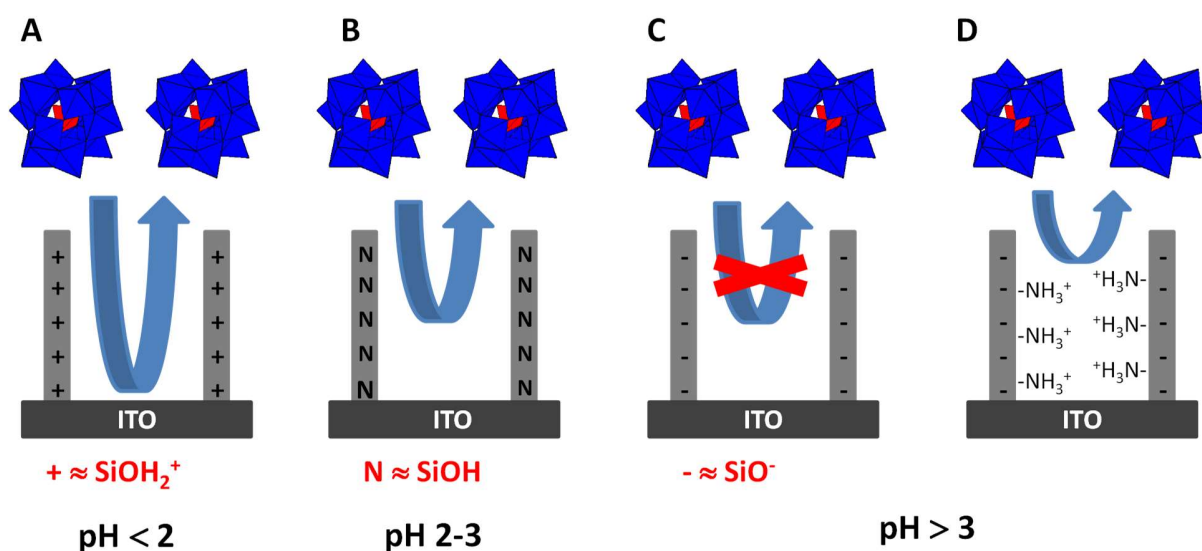 A B C D
+ + N N - - - -
+ + N N - - - -NH₃⁺ ⁺H₃N- -
+ + N N - - - -NH₃⁺ ⁺H₃N- -
+ + N N - - - -NH₃⁺ ⁺H₃N- -
+ + N N - - - -
ITO ITO ITO ITO
+ ≈ SiOH₂⁺ N ≈ SiOH - ≈ SiO⁻
pH < 2 pH 2-3 pH > 3